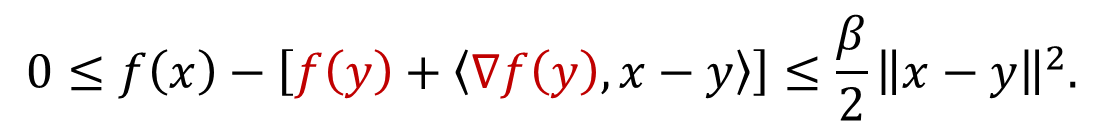 0 ≤ f(x) − [f(y) + ⟨∇f(y), x − y⟩] ≤ β/2 ‖x − y‖².